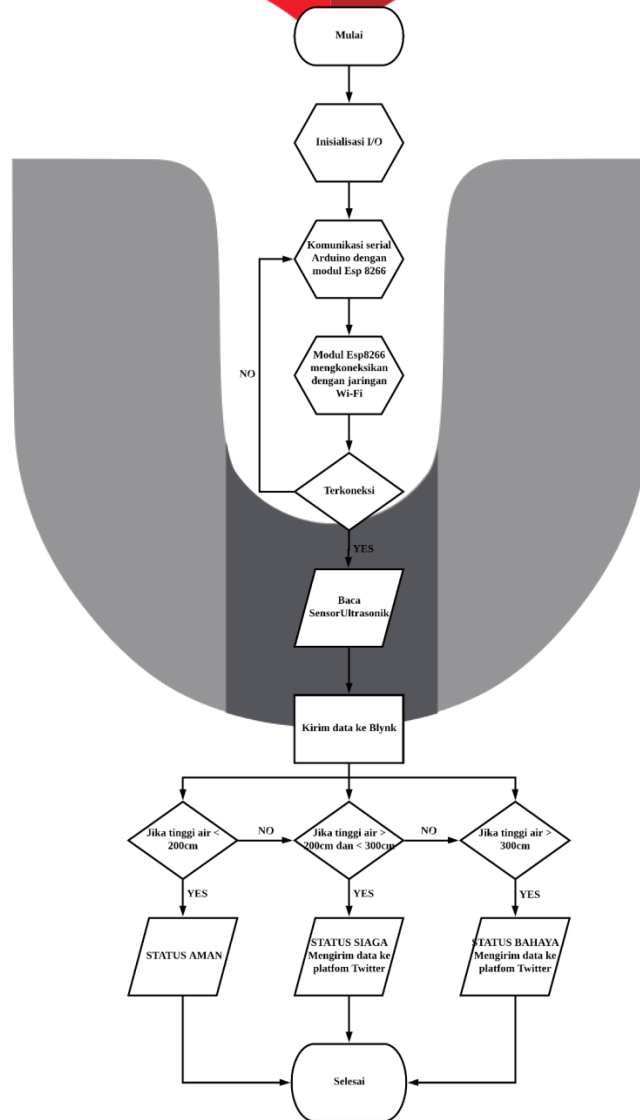 Mulai
Inisialisasi I/O
Komunikasi serial
Arduino dengan
modul Esp 8266
Modul Esp8266
mengkoneksikan
dengan jaringan
Wi-Fi
NO
Terkoneksi
YES
Baca
SensorUltrasonik
Kirim data ke Blynk
Jika tinggi air <
200cm
NO
Jika tinggi air >
200cm dan < 300cm
NO
Jika tinggi air >
300cm
YES
YES
YES
STATUS AMAN
STATUS SIAGA
Mengirim data ke
platfom Twitter
STATUS BAHAYA
Mengirim data ke
platfom Twitter
Selesai